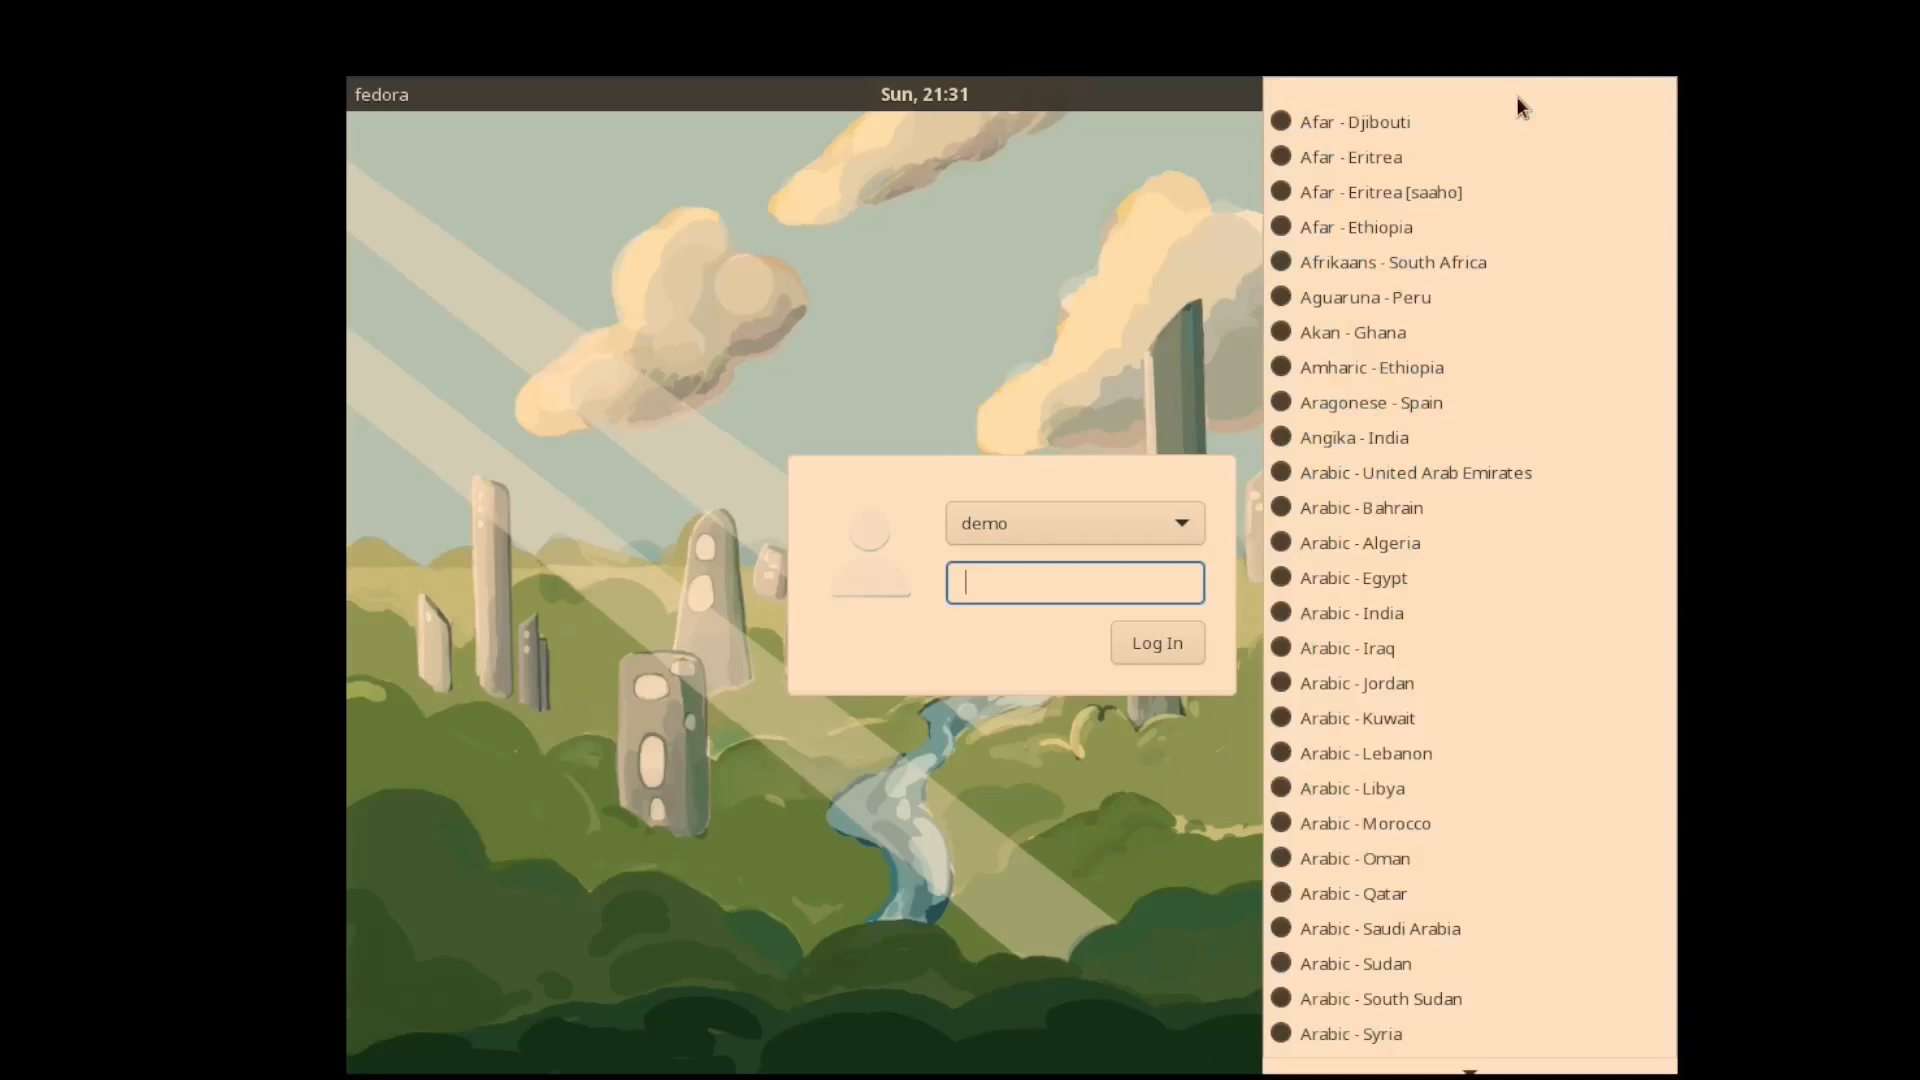 fedora
Sun, 21:31
demo
Log In
Afar - Djibouti
Afar - Eritrea
Afar - Eritrea [saaho]
Afar - Ethiopia
Afrikaans - South Africa
Aguaruna - Peru
Akan - Ghana
Amharic - Ethiopia
Aragonese - Spain
Angika - India
Arabic - United Arab Emirates
Arabic - Bahrain
Arabic - Algeria
Arabic - Egypt
Arabic - India
Arabic - Iraq
Arabic - Jordan
Arabic - Kuwait
Arabic - Lebanon
Arabic - Libya
Arabic - Morocco
Arabic - Oman
Arabic - Qatar
Arabic - Saudi Arabia
Arabic - Sudan
Arabic - South Sudan
Arabic - Syria